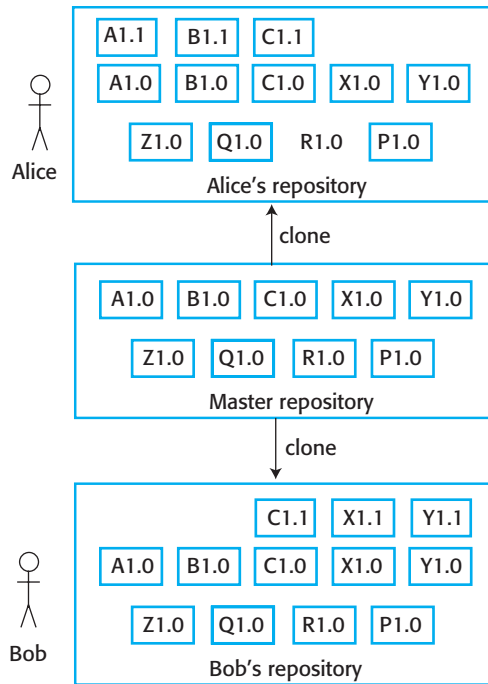 A1.1 B1.1 C1.1
A1.0 B1.0 C1.0 X1.0 Y1.0
Z1.0 Q1.0 R1.0 P1.0
Alice
Alice's repository
clone
A1.0 B1.0 C1.0 X1.0 Y1.0
Z1.0 Q1.0 R1.0 P1.0
Master repository
clone
C1.1 X1.1 Y1.1
A1.0 B1.0 C1.0 X1.0 Y1.0
Z1.0 Q1.0 R1.0 P1.0
Bob
Bob's repository